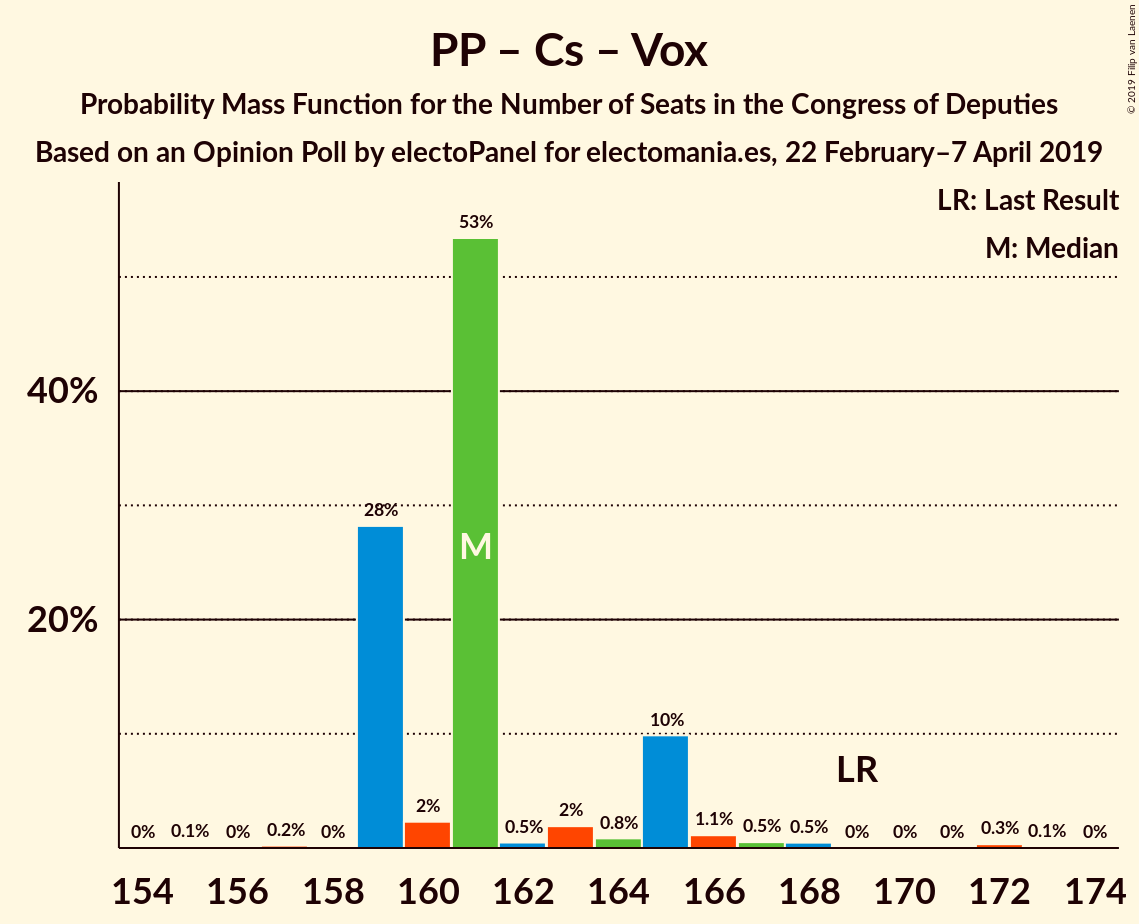 PP – Cs – Vox
Probability Mass Function for the Number of Seats in the Congress of Deputies
Based on an Opinion Poll by electoPanel for electomania.es, 22 February–7 April 2019
© 2019 Filip van Laenen
LR: Last Result
M: Median
53%
40%
28%
M
20%
10%
LR
0% 0.1% 0% 0.2% 0% 2% 0.5% 2% 0.8% 1.1% 0.5% 0.5% 0% 0% 0% 0.3% 0.1% 0%
154 156 158 160 162 164 166 168 170 172 174